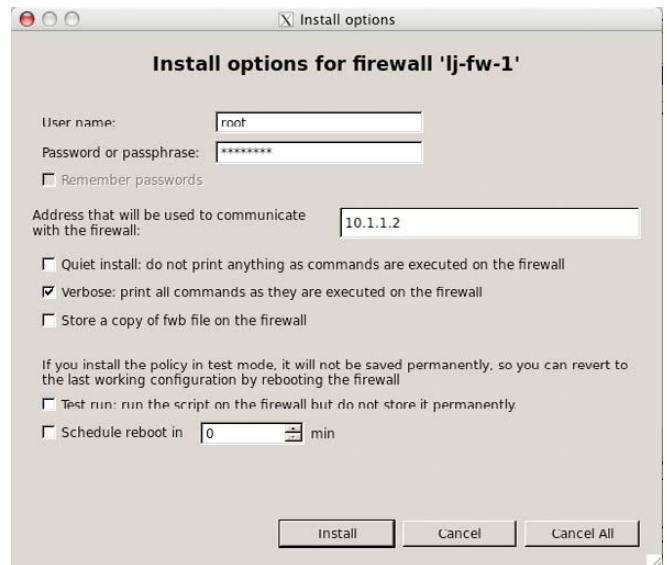 Install options
Install options for firewall 'lj-fw-1'
User name: root
Password or passphrase: ********
Remember passwords
Address that will be used to communicate
with the firewall:
10.1.1.2
Quiet install: do not print anything as commands are executed on the firewall
Verbose: print all commands as they are executed on the firewall
Store a copy of fwb file on the firewall
If you install the policy in test mode, it will not be saved permanently, so you can revert to
the last working configuration by rebooting the firewall
Test run: run the script on the firewall but do not store it permanently.
Schedule reboot in 0 min
Install Cancel Cancel All